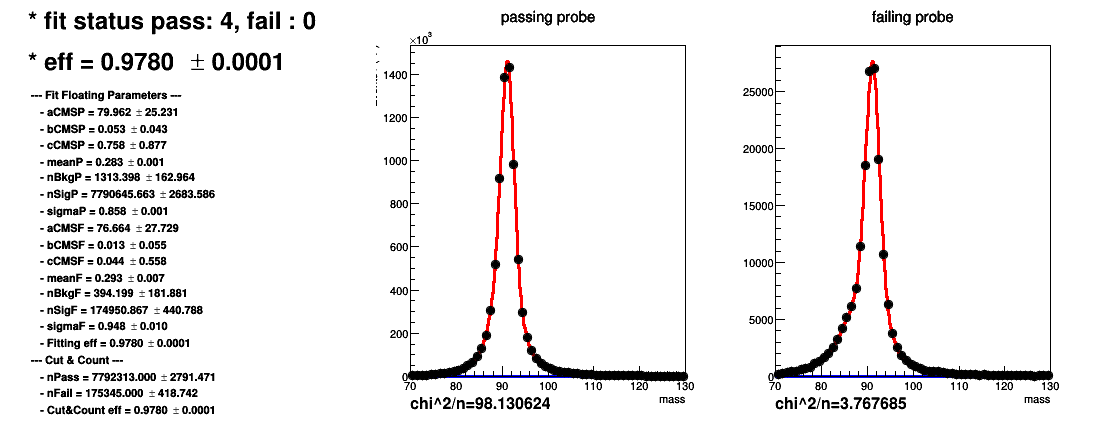 * fit status pass: 4, fail : 0
* eff = 0.9780 ± 0.0001
--- Fit Floating Parameters ---
- aCMSP = 79.962 ± 25.231
- bCMSP = 0.053 ± 0.043
- cCMSP = 0.758 ± 0.877
- meanP = 0.283 ± 0.001
- nBkgP = 1313.398 ± 162.964
- nSigP = 7790645.663 ± 2683.586
- sigmaP = 0.858 ± 0.001
- aCMSF = 76.664 ± 27.729
- bCMSF = 0.013 ± 0.055
- cCMSF = 0.044 ± 0.558
- meanF = 0.293 ± 0.007
- nBkgF = 394.199 ± 181.881
- nSigF = 174950.867 ± 440.788
- sigmaF = 0.948 ± 0.010
- Fitting eff = 0.9780 ± 0.0001
--- Cut & Count ---
- nPass = 7792313.000 ± 2791.471
- nFail = 175345.000 ± 418.742
- Cut&Count eff = 0.9780 ± 0.0001
passing probe
×10³
1400
1200
1000
800
600
400
200
0
70 80 90 100 110 120 130
mass
chi^2/n=98.130624
failing probe
25000
20000
15000
10000
5000
0
70 80 90 100 110 120 130
mass
chi^2/n=3.767685